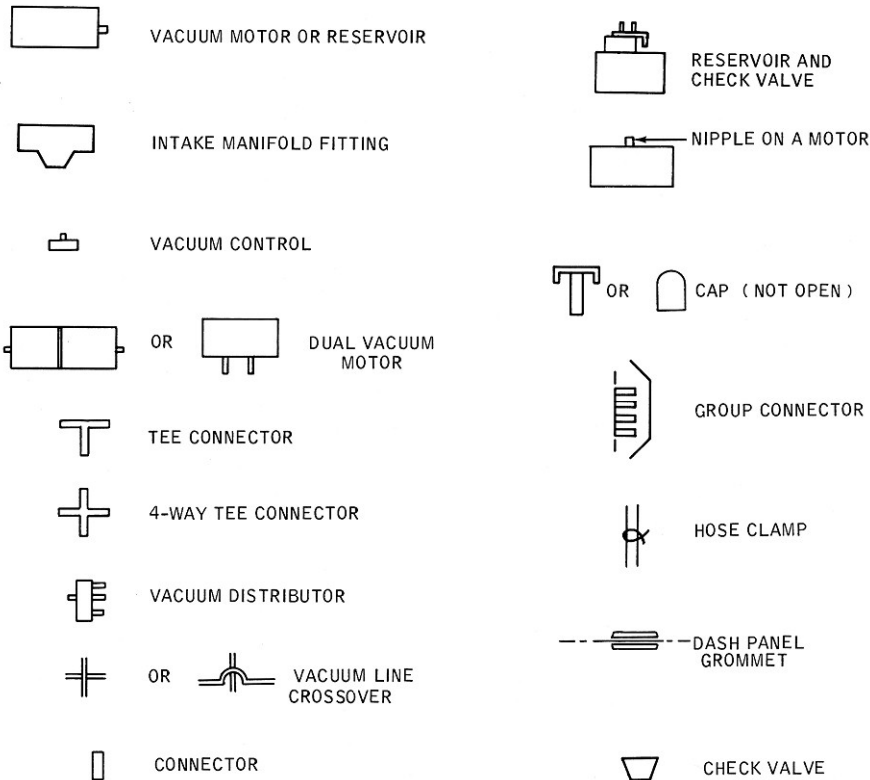 VACUUM MOTOR OR RESERVOIR
INTAKE MANIFOLD FITTING
VACUUM CONTROL
OR
DUAL VACUUM
MOTOR
TEE CONNECTOR
4-WAY TEE CONNECTOR
VACUUM DISTRIBUTOR
OR
VACUUM LINE
CROSSOVER
CONNECTOR
RESERVOIR AND
CHECK VALVE
NIPPLE ON A MOTOR
OR
CAP ( NOT OPEN )
GROUP CONNECTOR
HOSE CLAMP
DASH PANEL
GROMMET
CHECK VALVE